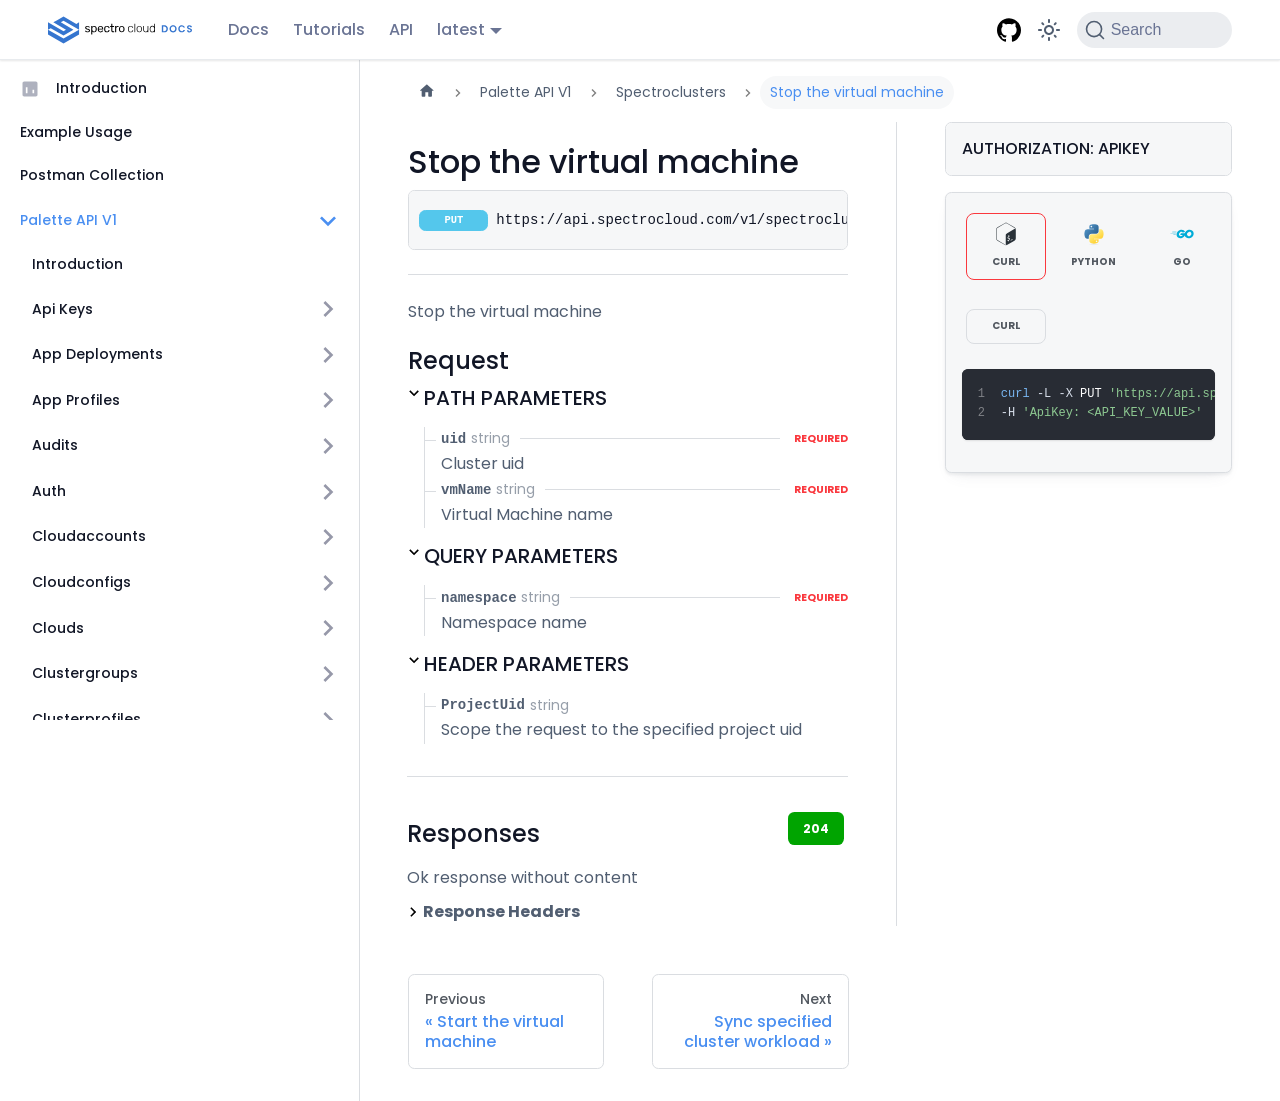 spectro cloud DOCS
Docs
Tutorials
API
latest
Search
Introduction
Example Usage
Postman Collection
Palette API V1
Introduction
Api Keys
App Deployments
App Profiles
Audits
Auth
Cloudaccounts
Cloudconfigs
Clouds
Clustergroups
Clusterprofiles
Palette API V1
Spectroclusters
Stop the virtual machine
Stop the virtual machine
PUT https://api.spectrocloud.com/v1/spectroclu
Stop the virtual machine
Request
PATH PARAMETERS
uid string REQUIRED
Cluster uid
vmName string REQUIRED
Virtual Machine name
QUERY PARAMETERS
namespace string REQUIRED
Namespace name
HEADER PARAMETERS
ProjectUid string
Scope the request to the specified project uid
Responses
204
Ok response without content
Response Headers
Previous
« Start the virtual
machine
Next
Sync specified
cluster workload »
AUTHORIZATION: APIKEY
CURL
PYTHON
GO
CURL
1 curl -L -X PUT 'https://api.sp
2 -H 'ApiKey: <API_KEY_VALUE>'